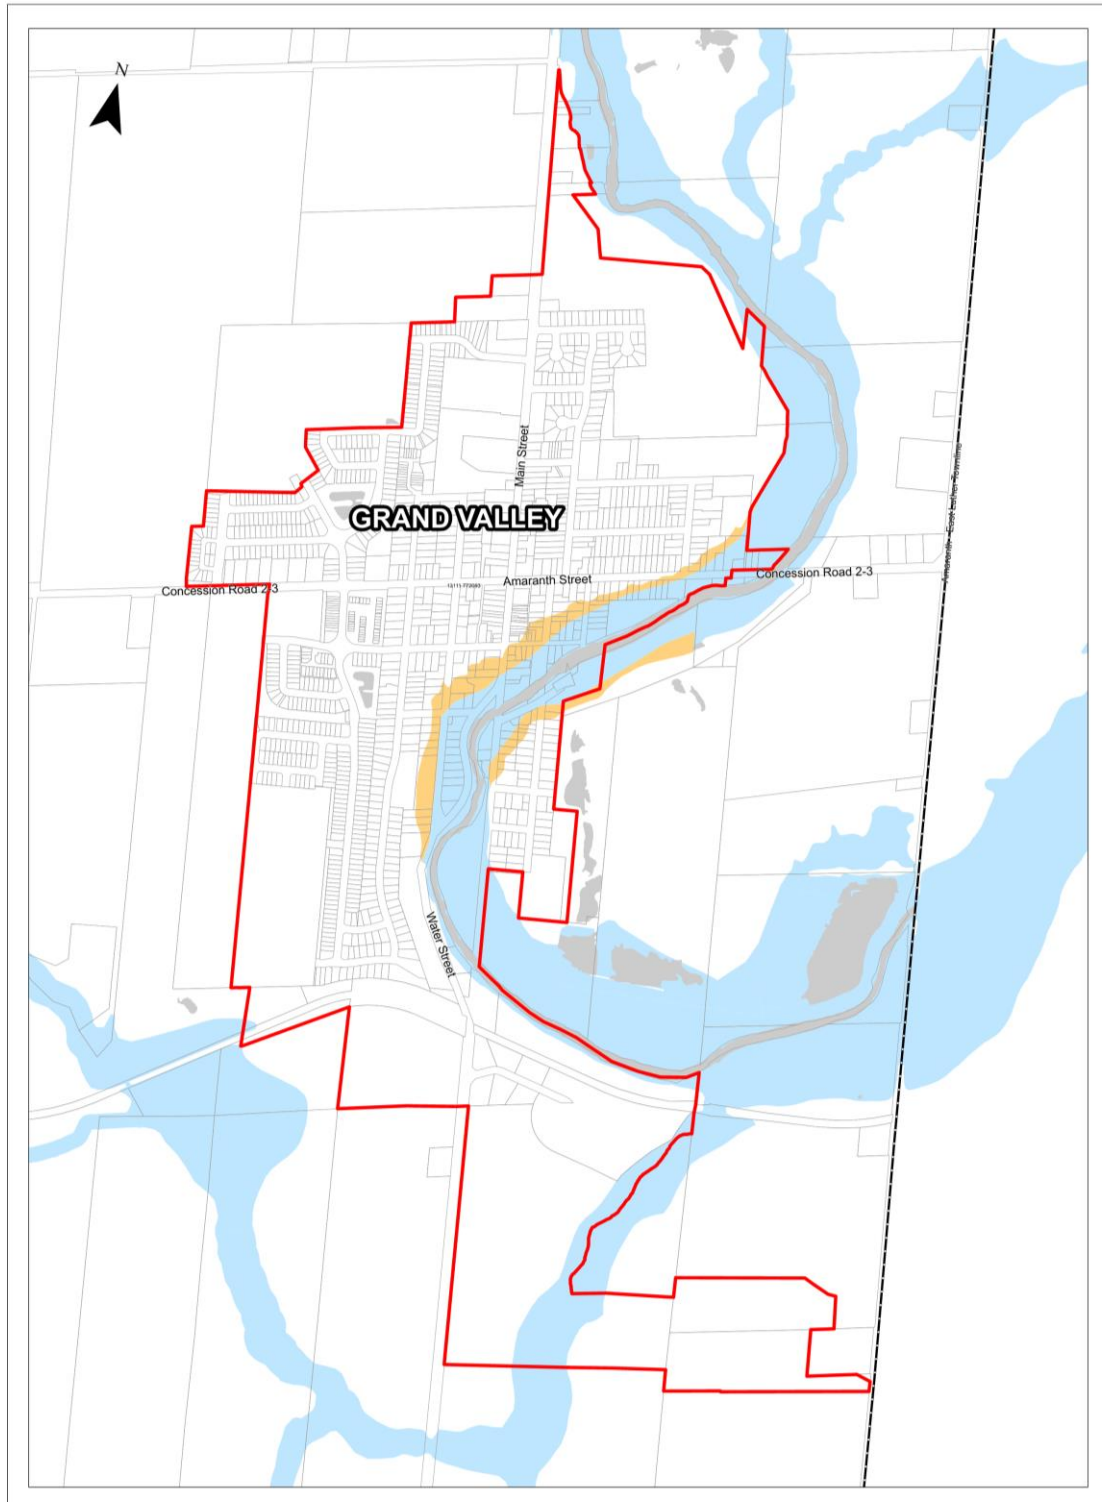 N
Main Street
GRAND VALLEY
Amaranth - East Luther Townline
Amaranth Street
Concession Road 2-3
Concession Road 2-3
Water Street